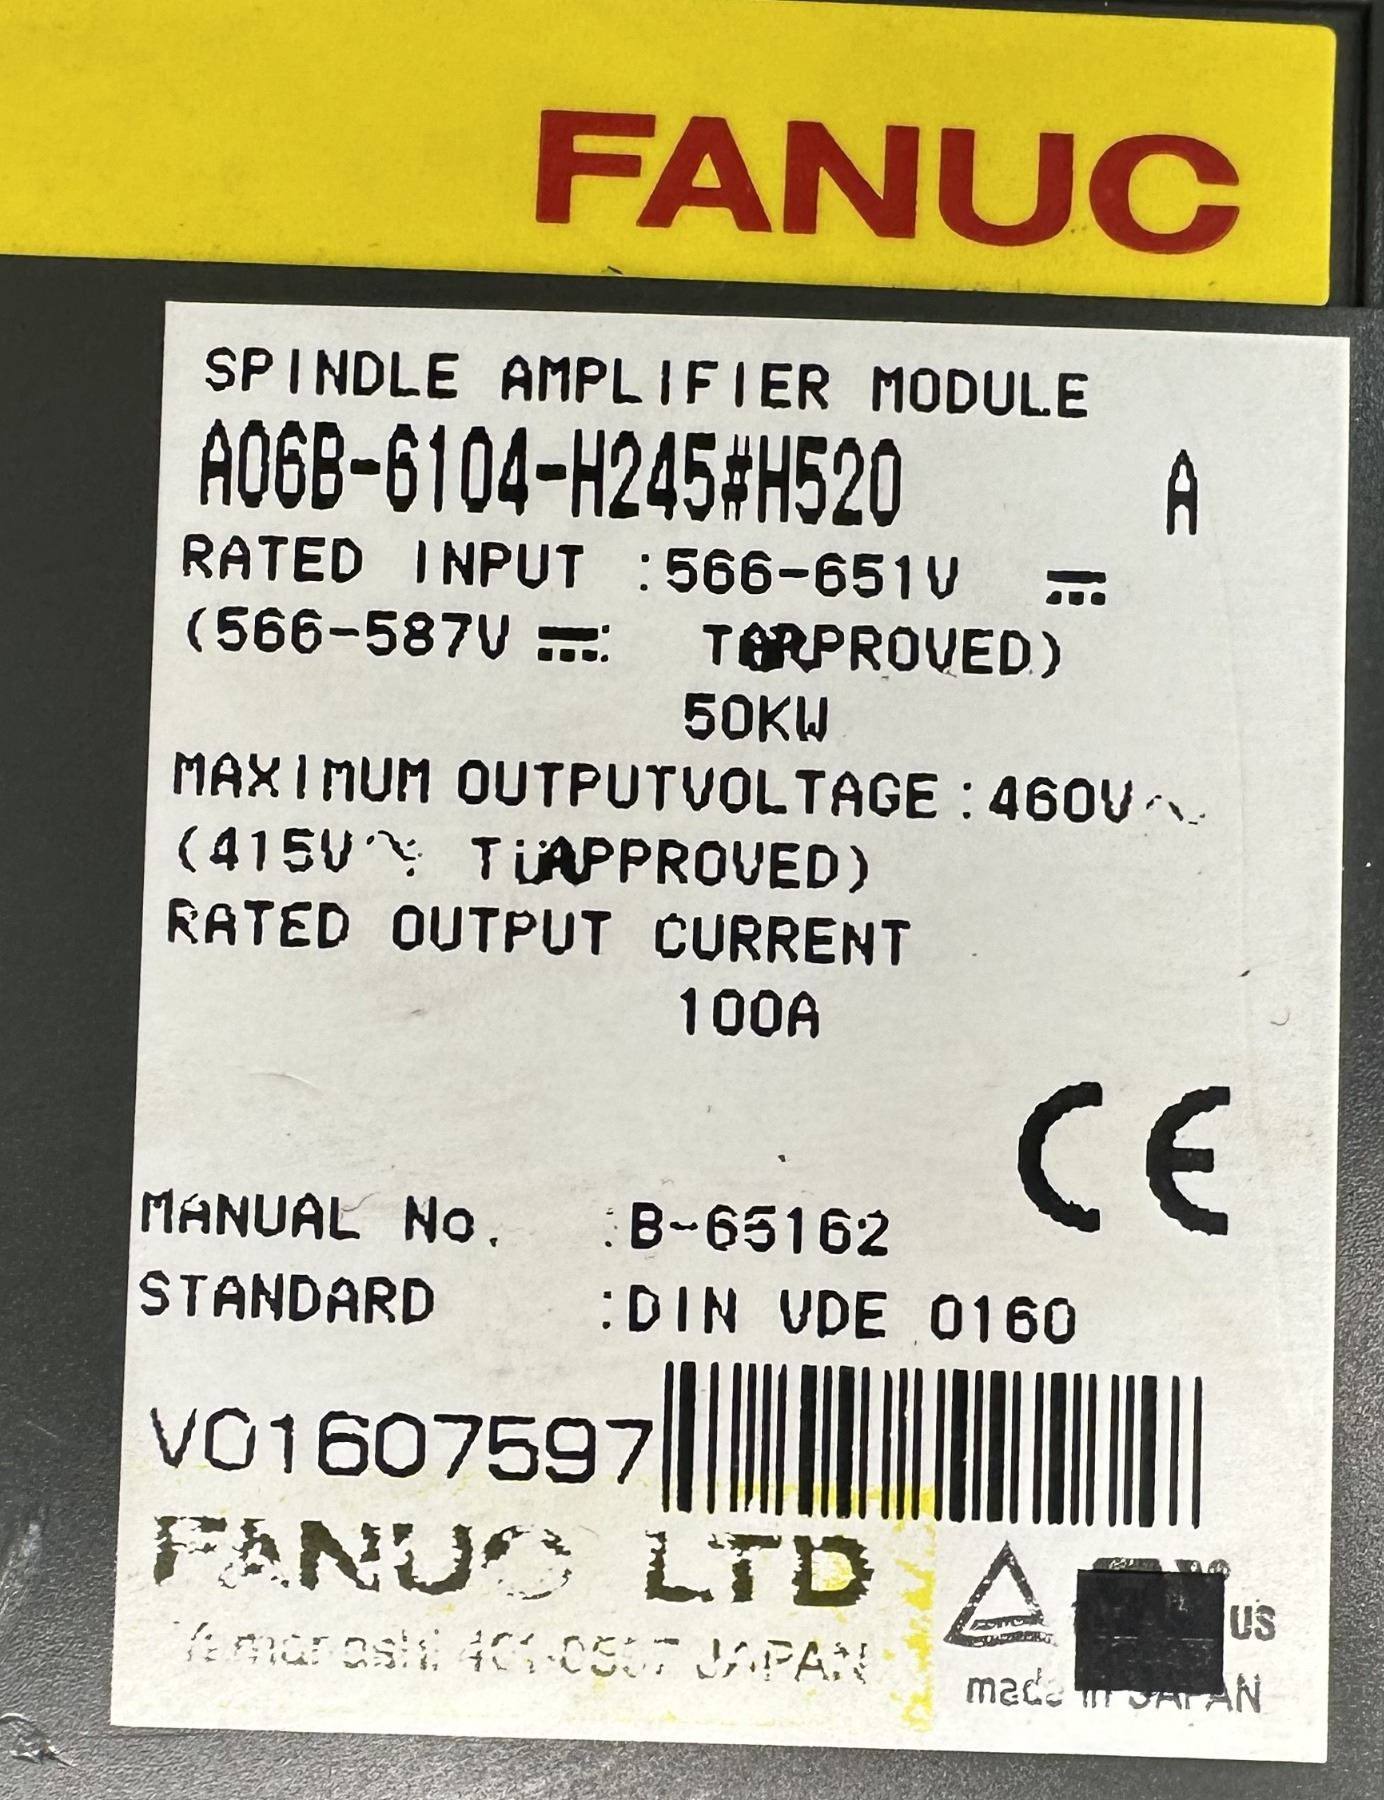 FANUC
SPINDLE AMPLIFIER MODULE
A06B-6104-H245#H520 A
RATED INPUT :566-651V ⎓
(566-587V ⎓: APPROVED)
50KW
MAXIMUM OUTPUTVOLTAGE:460V~
(415V~ APPROVED)
RATED OUTPUT CURRENT
100A
CE
MANUAL No. :B-65162
STANDARD :DIN VDE 0160
V01607597
FANUC LTD
Yamanashi JAPAN
US
made in JAPAN